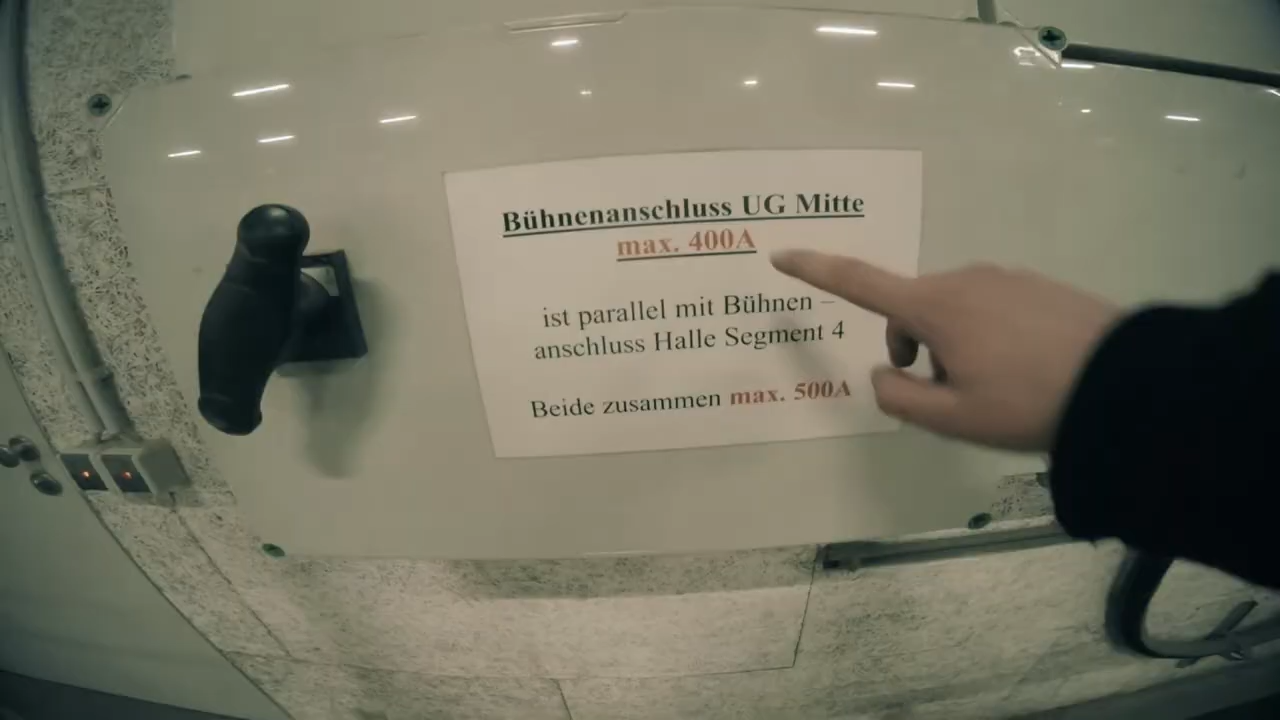 Bühnenanschluss UG Mitte
max. 400A
ist parallel mit Bühnen –
anschluss Halle Segment 4
Beide zusammen max. 500A